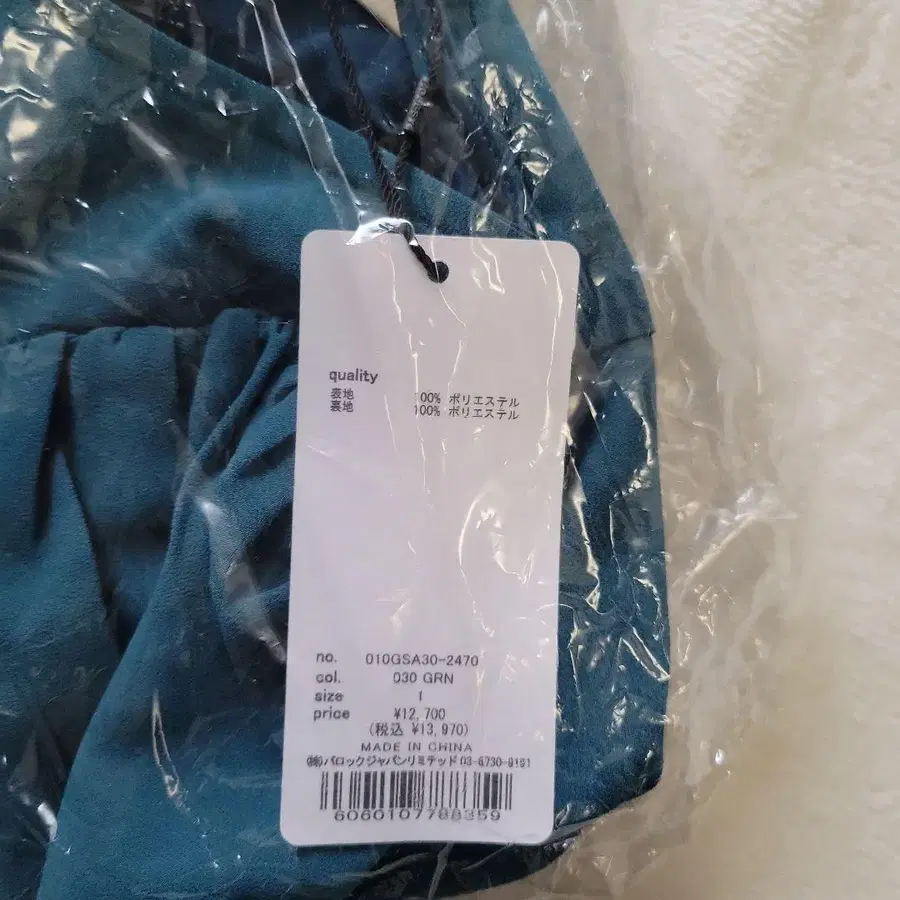 quality
表地 100% ポリエステル
裏地 100% ポリエステル
no. 010GSA30-2470
col. 030 GRN
size 1
price ¥12,700
(税込 ¥13,970)
MADE IN CHINA
(株)バロックジャパンリミテッド 03-6730-9191
6060107788359